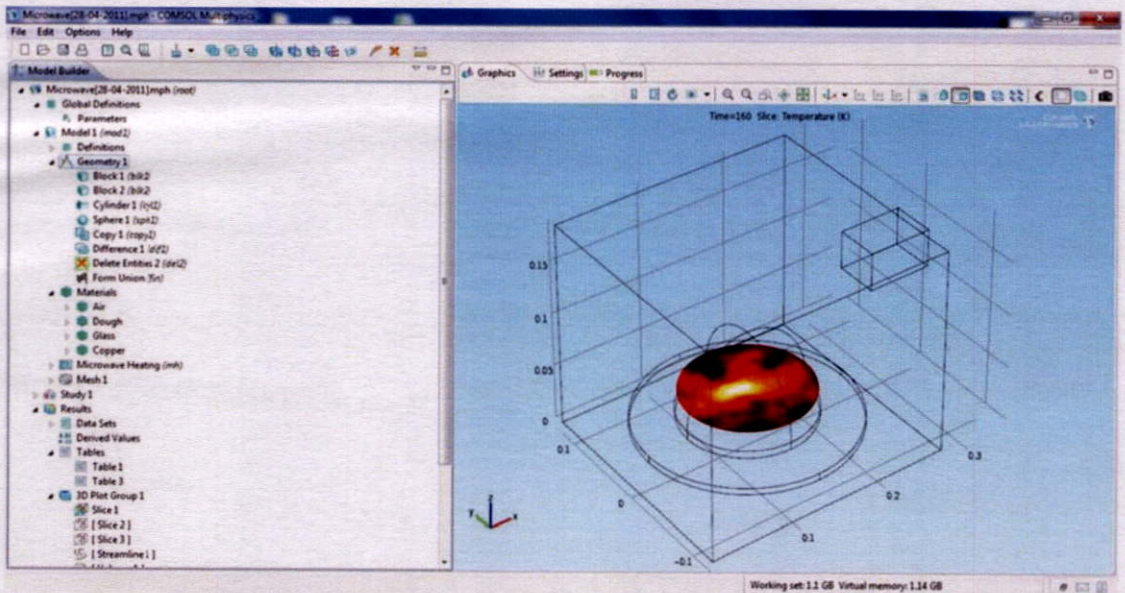 Microwave[28-04-2011].mph - COMSOL Multiphysics
File Edit Options Help
Model Builder
Microwave[28-04-2011].mph (root)
Global Definitions
Parameters
Model 1 (mod1)
Definitions
Geometry 1
Block 1 (blk1)
Block 2 (blk2)
Cylinder 1 (cyl1)
Sphere 1 (sph1)
Copy 1 (copy1)
Difference 1 (dif1)
Delete Entities 2 (del2)
Form Union (fin)
Materials
Air
Dough
Glass
Copper
Microwave Heating (mh)
Mesh 1
Study 1
Results
Data Sets
Derived Values
Tables
Table 1
Table 3
3D Plot Group 1
Slice 1
[ Slice 2 ]
[ Slice 3 ]
[ Streamline 1 ]
Graphics Settings Progress
Time=160 Slice: Temperature (K)
0.15
0.1
0.05
0
0.1
0
-0.1
0.1
0.2
0.3
z
y
x
Working set: 1.1 GB Virtual memory: 1.14 GB